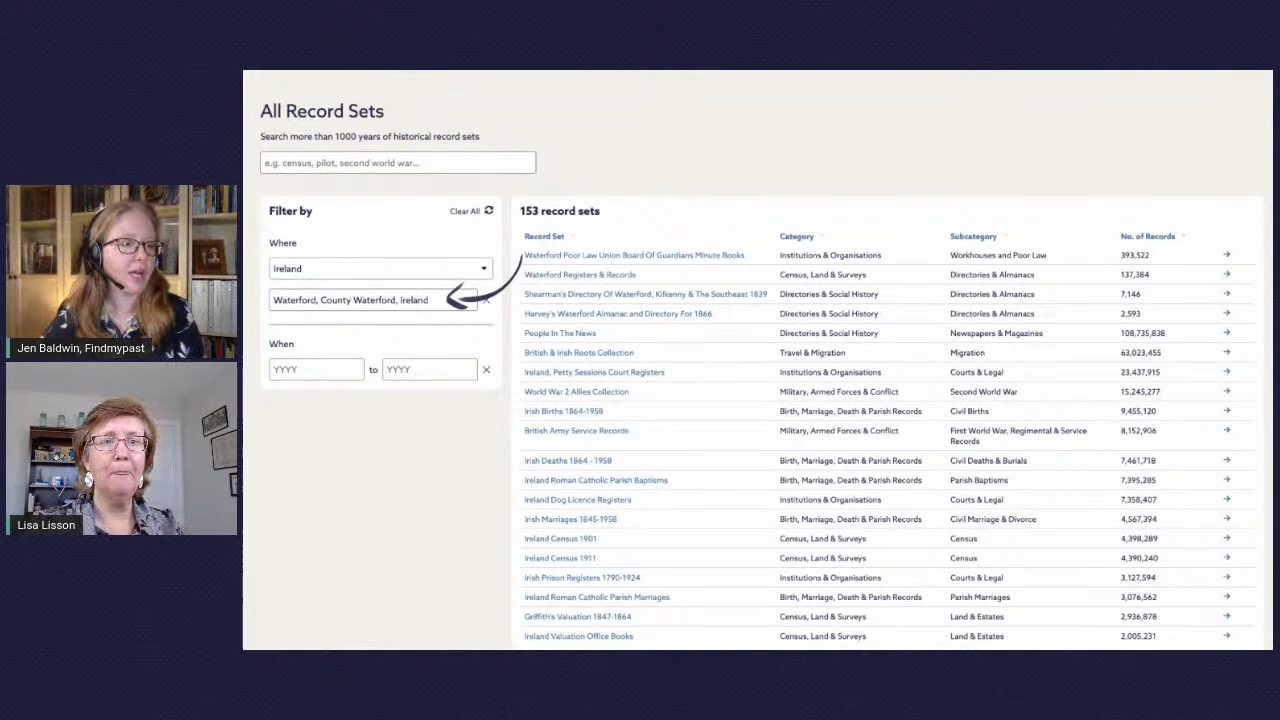 All Record Sets
Search more than 1000 years of historical record sets
e.g. census, pilot, second world war...
Filter by
Clear All
Where
Ireland
Waterford, County Waterford, Ireland
When
YYYY to YYYY
153 record sets
Record Set Category Subcategory No. of Records
Waterford Poor Law Union Board Of Guardians Minute Books Institutions & Organisations Workhouses and Poor Law 393,522
Waterford Registers & Records Census, Land & Surveys Directories & Almanacs 137,384
Shearman's Directory Of Waterford, Kilkenny & The Southeast 1839 Directories & Social History Directories & Almanacs 7,146
Harvey's Waterford Almanac and Directory For 1866 Directories & Social History Directories & Almanacs 2,593
People In The News Directories & Social History Newspapers & Magazines 108,735,838
British & Irish Roots Collection Travel & Migration Migration 63,023,455
Ireland, Petty Sessions Court Registers Institutions & Organisations Courts & Legal 23,437,915
World War 2 Allies Collection Military, Armed Forces & Conflict Second World War 15,245,277
Irish Births 1864-1958 Birth, Marriage, Death & Parish Records Civil Births 9,455,120
British Army Service Records Military, Armed Forces & Conflict First World War, Regimental & Service 8,152,906
Records
Irish Deaths 1864 - 1958 Birth, Marriage, Death & Parish Records Civil Deaths & Burials 7,461,718
Ireland Roman Catholic Parish Baptisms Birth, Marriage, Death & Parish Records Parish Baptisms 7,395,285
Ireland Dog Licence Registers Institutions & Organisations Courts & Legal 7,358,407
Irish Marriages 1845-1958 Birth, Marriage, Death & Parish Records Civil Marriage & Divorce 4,567,394
Ireland Census 1901 Census, Land & Surveys Census 4,398,289
Ireland Census 1911 Census, Land & Surveys Census 4,390,240
Irish Prison Registers 1790-1924 Institutions & Organisations Courts & Legal 3,127,594
Ireland Roman Catholic Parish Marriages Birth, Marriage, Death & Parish Records Parish Marriages 3,076,562
Griffith's Valuation 1847-1864 Census, Land & Surveys Land & Estates 2,936,878
Ireland Valuation Office Books Census, Land & Surveys Land & Estates 2,005,231
Jen Baldwin, Findmypast
Lisa Lisson